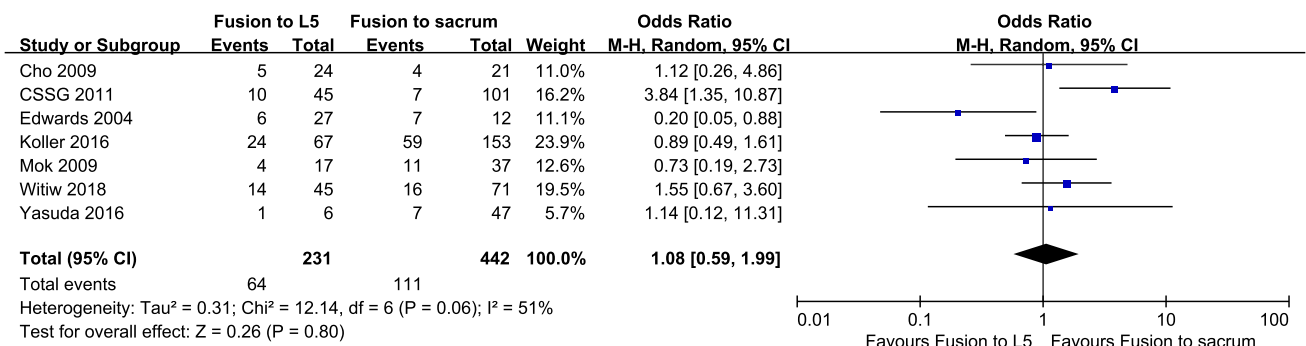 Fusion to L5 Fusion to sacrum Odds Ratio Odds Ratio
Study or Subgroup Events Total Events Total Weight M-H, Random, 95% CI M-H, Random, 95% CI
Cho 2009 5 24 4 21 11.0% 1.12 [0.26, 4.86]
CSSG 2011 10 45 7 101 16.2% 3.84 [1.35, 10.87]
Edwards 2004 6 27 7 12 11.1% 0.20 [0.05, 0.88]
Koller 2016 24 67 59 153 23.9% 0.89 [0.49, 1.61]
Mok 2009 4 17 11 37 12.6% 0.73 [0.19, 2.73]
Witiw 2018 14 45 16 71 19.5% 1.55 [0.67, 3.60]
Yasuda 2016 1 6 7 47 5.7% 1.14 [0.12, 11.31]
Total (95% CI) 231 442 100.0% 1.08 [0.59, 1.99]
Total events 64 111
Heterogeneity: Tau² = 0.31; Chi² = 12.14, df = 6 (P = 0.06); I² = 51%
Test for overall effect: Z = 0.26 (P = 0.80)
0.01 0.1 1 10 100
Favours Fusion to L5 Favours Fusion to sacrum